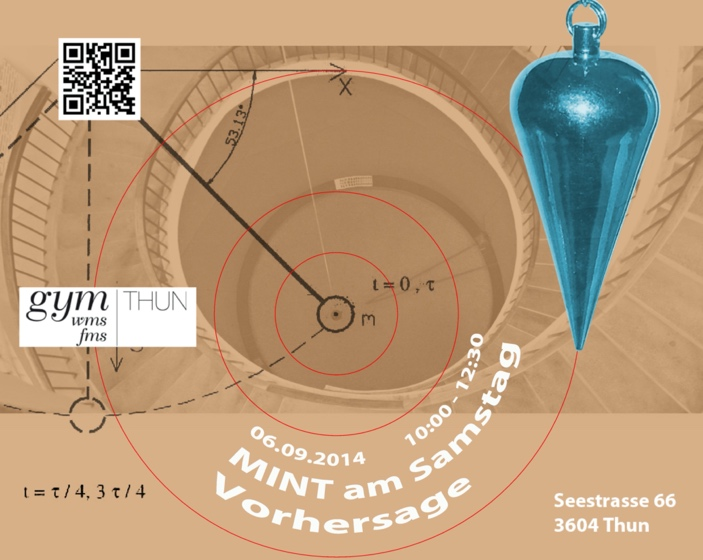 X
53.13°
t = 0, τ
m
gym THUN
wms
fms
t = τ / 4, 3 τ / 4
06.09.2014
10:00 - 12:30
MINT am Samstag
Vorhersage
Seestrasse 66
3604 Thun